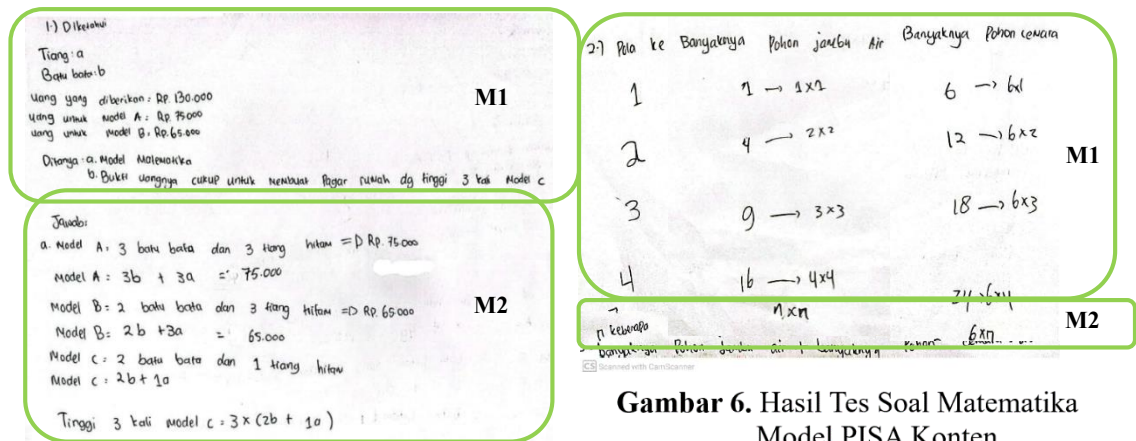 1.) Diketahui
Tiang : a
Batu bata : b
Uang yang diberikan : Rp. 130.000
Uang untuk Model A : Rp. 75000
Uang untuk Model B : Rp. 65.000
Ditanya : a. Model Matematika
b. Bukti uangnya cukup untuk membuat Pagar rumah dg tinggi 3 kali Model C
M1
Jawab :
a. Model A : 3 batu bata dan 3 tiang hitam => Rp. 75.000
Model A : 3b + 3a = 75.000
Model B = 2 batu bata dan 3 tiang hitam => Rp. 65.000
Model B : 2b + 3a = 65.000
Model C : 2 batu bata dan 1 tiang hitam
Model C : 2b + 1a
Tinggi 3 kali Model C = 3 × (2b + 1a)
M2
2.) Pola ke Banyaknya Pohon jambu Air Banyaknya Pohon cemara
1 1 → 1x1 6 → 6x1
2 4 → 2x2 12 → 6x2
3 9 → 3x3 18 → 6x3
4 16 → 4x4 24 → 6x4
M1
n keberapa nxn 6xn
M2
CS Scanned with CamScanner
Gambar 6. Hasil Tes Soal Matematika
Model PISA Konten